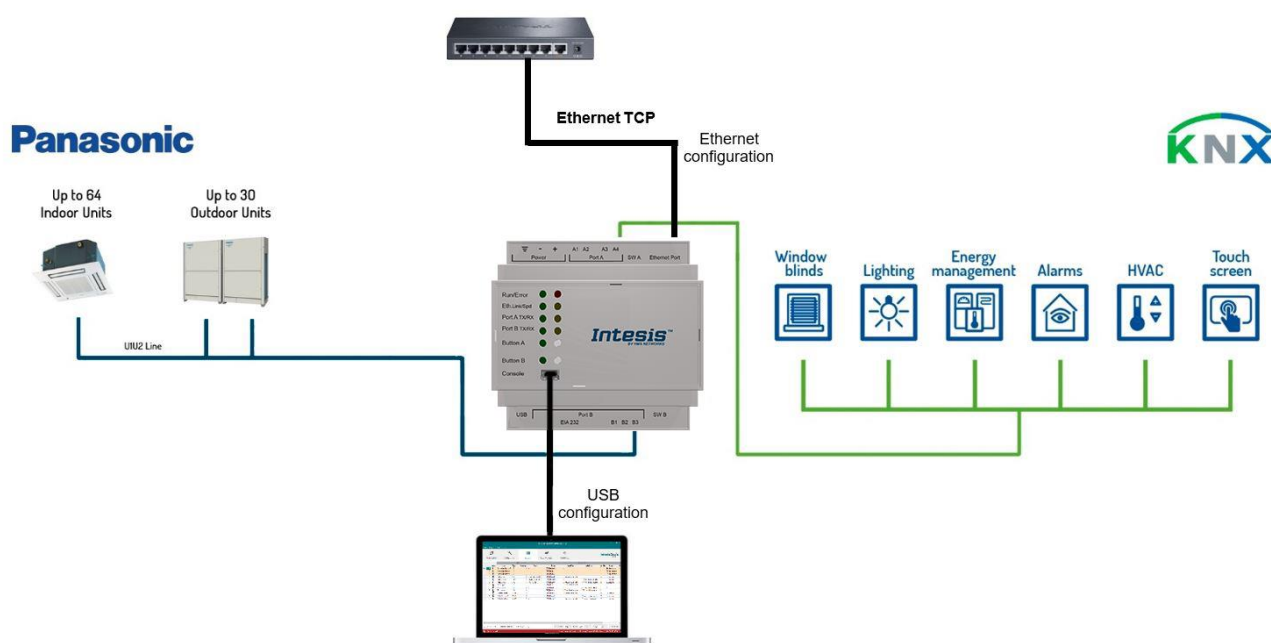 Ethernet TCP
Ethernet
configuration
Panasonic
KNX
Up to 64
Indoor Units
Up to 30
Outdoor Units
U1U2 Line
- + A1 A2 A3 A4
Power Port A SW A Ethernet Port
Run/Error
Eth.Link/Spd
Port A TX/RX
Port B TX/RX
Button A
Button B
Console
Intesis™
USB Port B SW B
EIA 232 B1 B2 B3
Window
blinds
Lighting
Energy
management
Alarms
HVAC
Touch
screen
USB
configuration